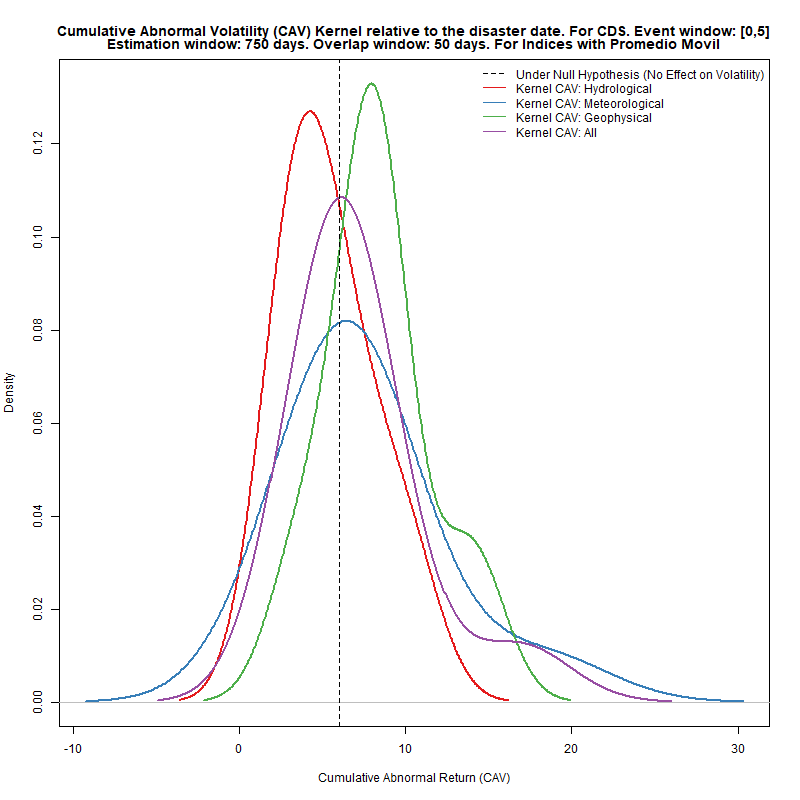 Cumulative Abnormal Volatility (CAV) Kernel relative to the disaster date. For CDS. Event window: [0,5]
Estimation window: 750 days. Overlap window: 50 days. For Indices with Promedio Movil
Under Null Hypothesis (No Effect on Volatility)
Kernel CAV: Hydrological
Kernel CAV: Meteorological
Kernel CAV: Geophysical
Kernel CAV: All
Density
0.12
0.10
0.08
0.06
0.04
0.02
0.00
-10
0
10
20
30
Cumulative Abnormal Return (CAV)